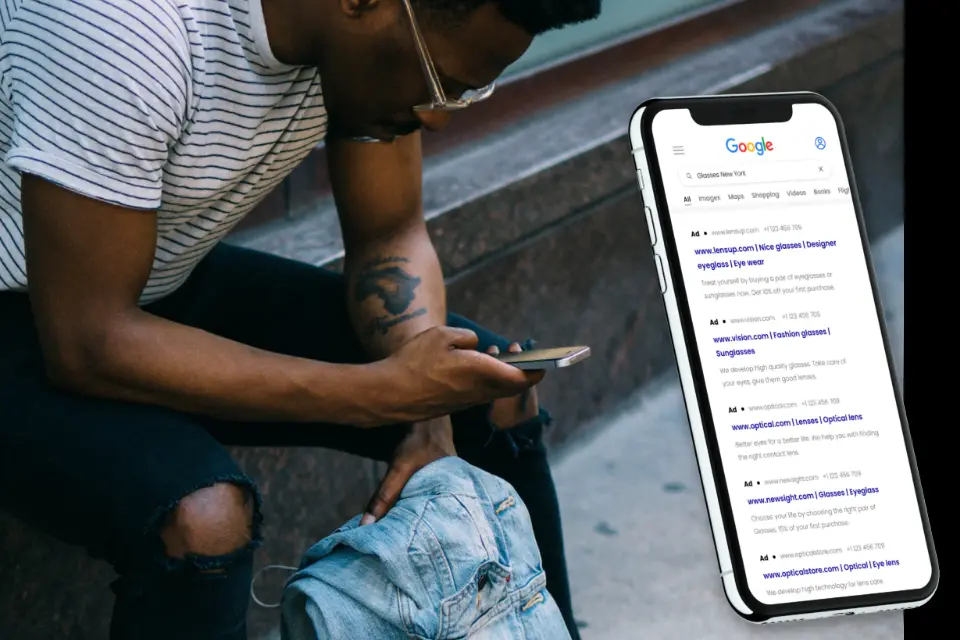 Google
Glasses New York
All Images Maps Shopping Videos Books
Ad • www.lensup.com +1 123 456 789
www.lensup.com | Nice glasses | Designer
eyeglass | Eye wear
Treat yourself by buying a pair of eyeglasses or
sunglasses now. Get 10% off your first purchase.
Ad • www.vision.com +1 123 456 789
www.vision.com | Fashion glasses |
Sunglasses
We develop high quality glasses. Take care of
your eyes, give them good lenses.
Ad • www.optical.com +1 123 456 789
www.optical.com | Lenses | Optical lens
Better eyes for a better life. We help you with finding
the right contact lens.
Ad • www.newsight.com +1 123 456 789
www.newsight.com | Glasses | Eyeglass
Choose your life by choosing the right pair of
Glasses, 15% of your first purchase.
Ad • www.opticalstore.com +1 123 456 789
www.opticalstore.com | Optical | Eye lens
We develop high technology for lens care.